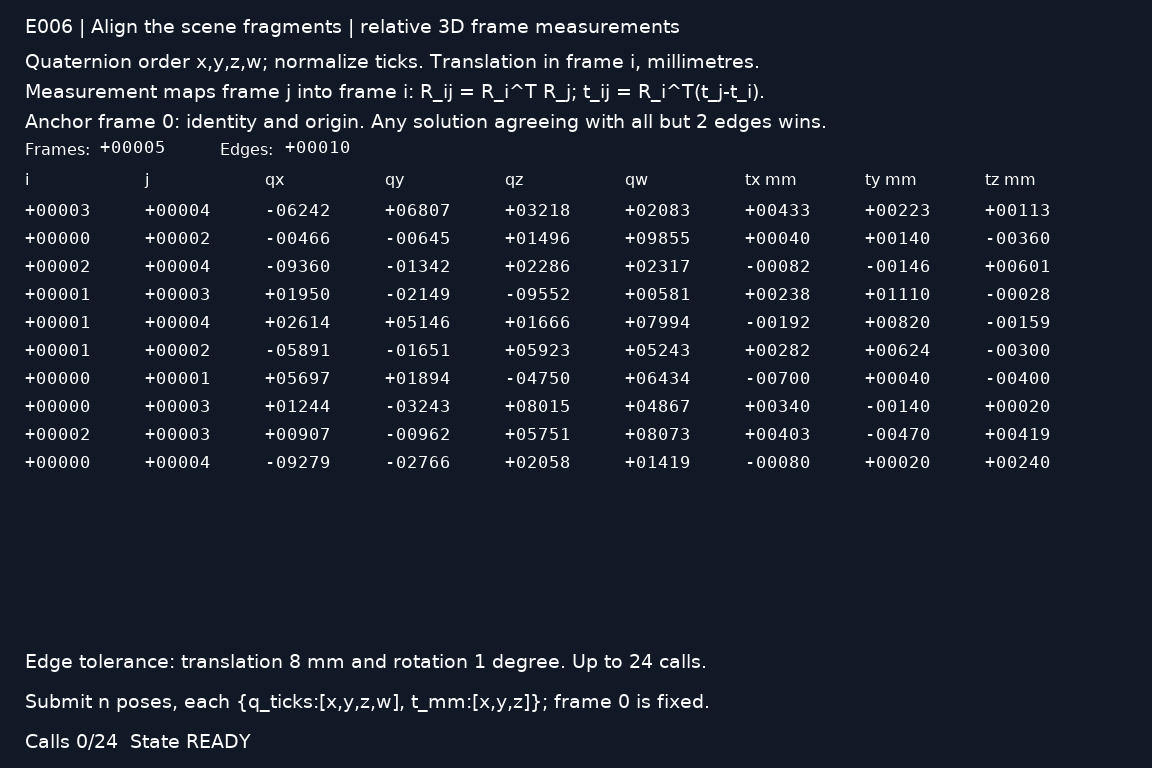 E006 | Align the scene fragments | relative 3D frame measurements
Quaternion order x,y,z,w; normalize ticks. Translation in frame i, millimetres.
Measurement maps frame j into frame i: R_ij = R_i^T R_j; t_ij = R_i^T(t_j-t_i).
Anchor frame 0: identity and origin. Any solution agreeing with all but 2 edges wins.
Frames: +00005 Edges: +00010
i j qx qy qz qw tx mm ty mm tz mm
+00003 +00004 -06242 +06807 +03218 +02083 +00433 +00223 +00113
+00000 +00002 -00466 -00645 +01496 +09855 +00040 +00140 -00360
+00002 +00004 -09360 -01342 +02286 +02317 -00082 -00146 +00601
+00001 +00003 +01950 -02149 -09552 +00581 +00238 +01110 -00028
+00001 +00004 +02614 +05146 +01666 +07994 -00192 +00820 -00159
+00001 +00002 -05891 -01651 +05923 +05243 +00282 +00624 -00300
+00000 +00001 +05697 +01894 -04750 +06434 -00700 +00040 -00400
+00000 +00003 +01244 -03243 +08015 +04867 +00340 -00140 +00020
+00002 +00003 +00907 -00962 +05751 +08073 +00403 -00470 +00419
+00000 +00004 -09279 -02766 +02058 +01419 -00080 +00020 +00240
Edge tolerance: translation 8 mm and rotation 1 degree. Up to 24 calls.
Submit n poses, each {q_ticks:[x,y,z,w], t_mm:[x,y,z]}; frame 0 is fixed.
Calls 0/24 State READY